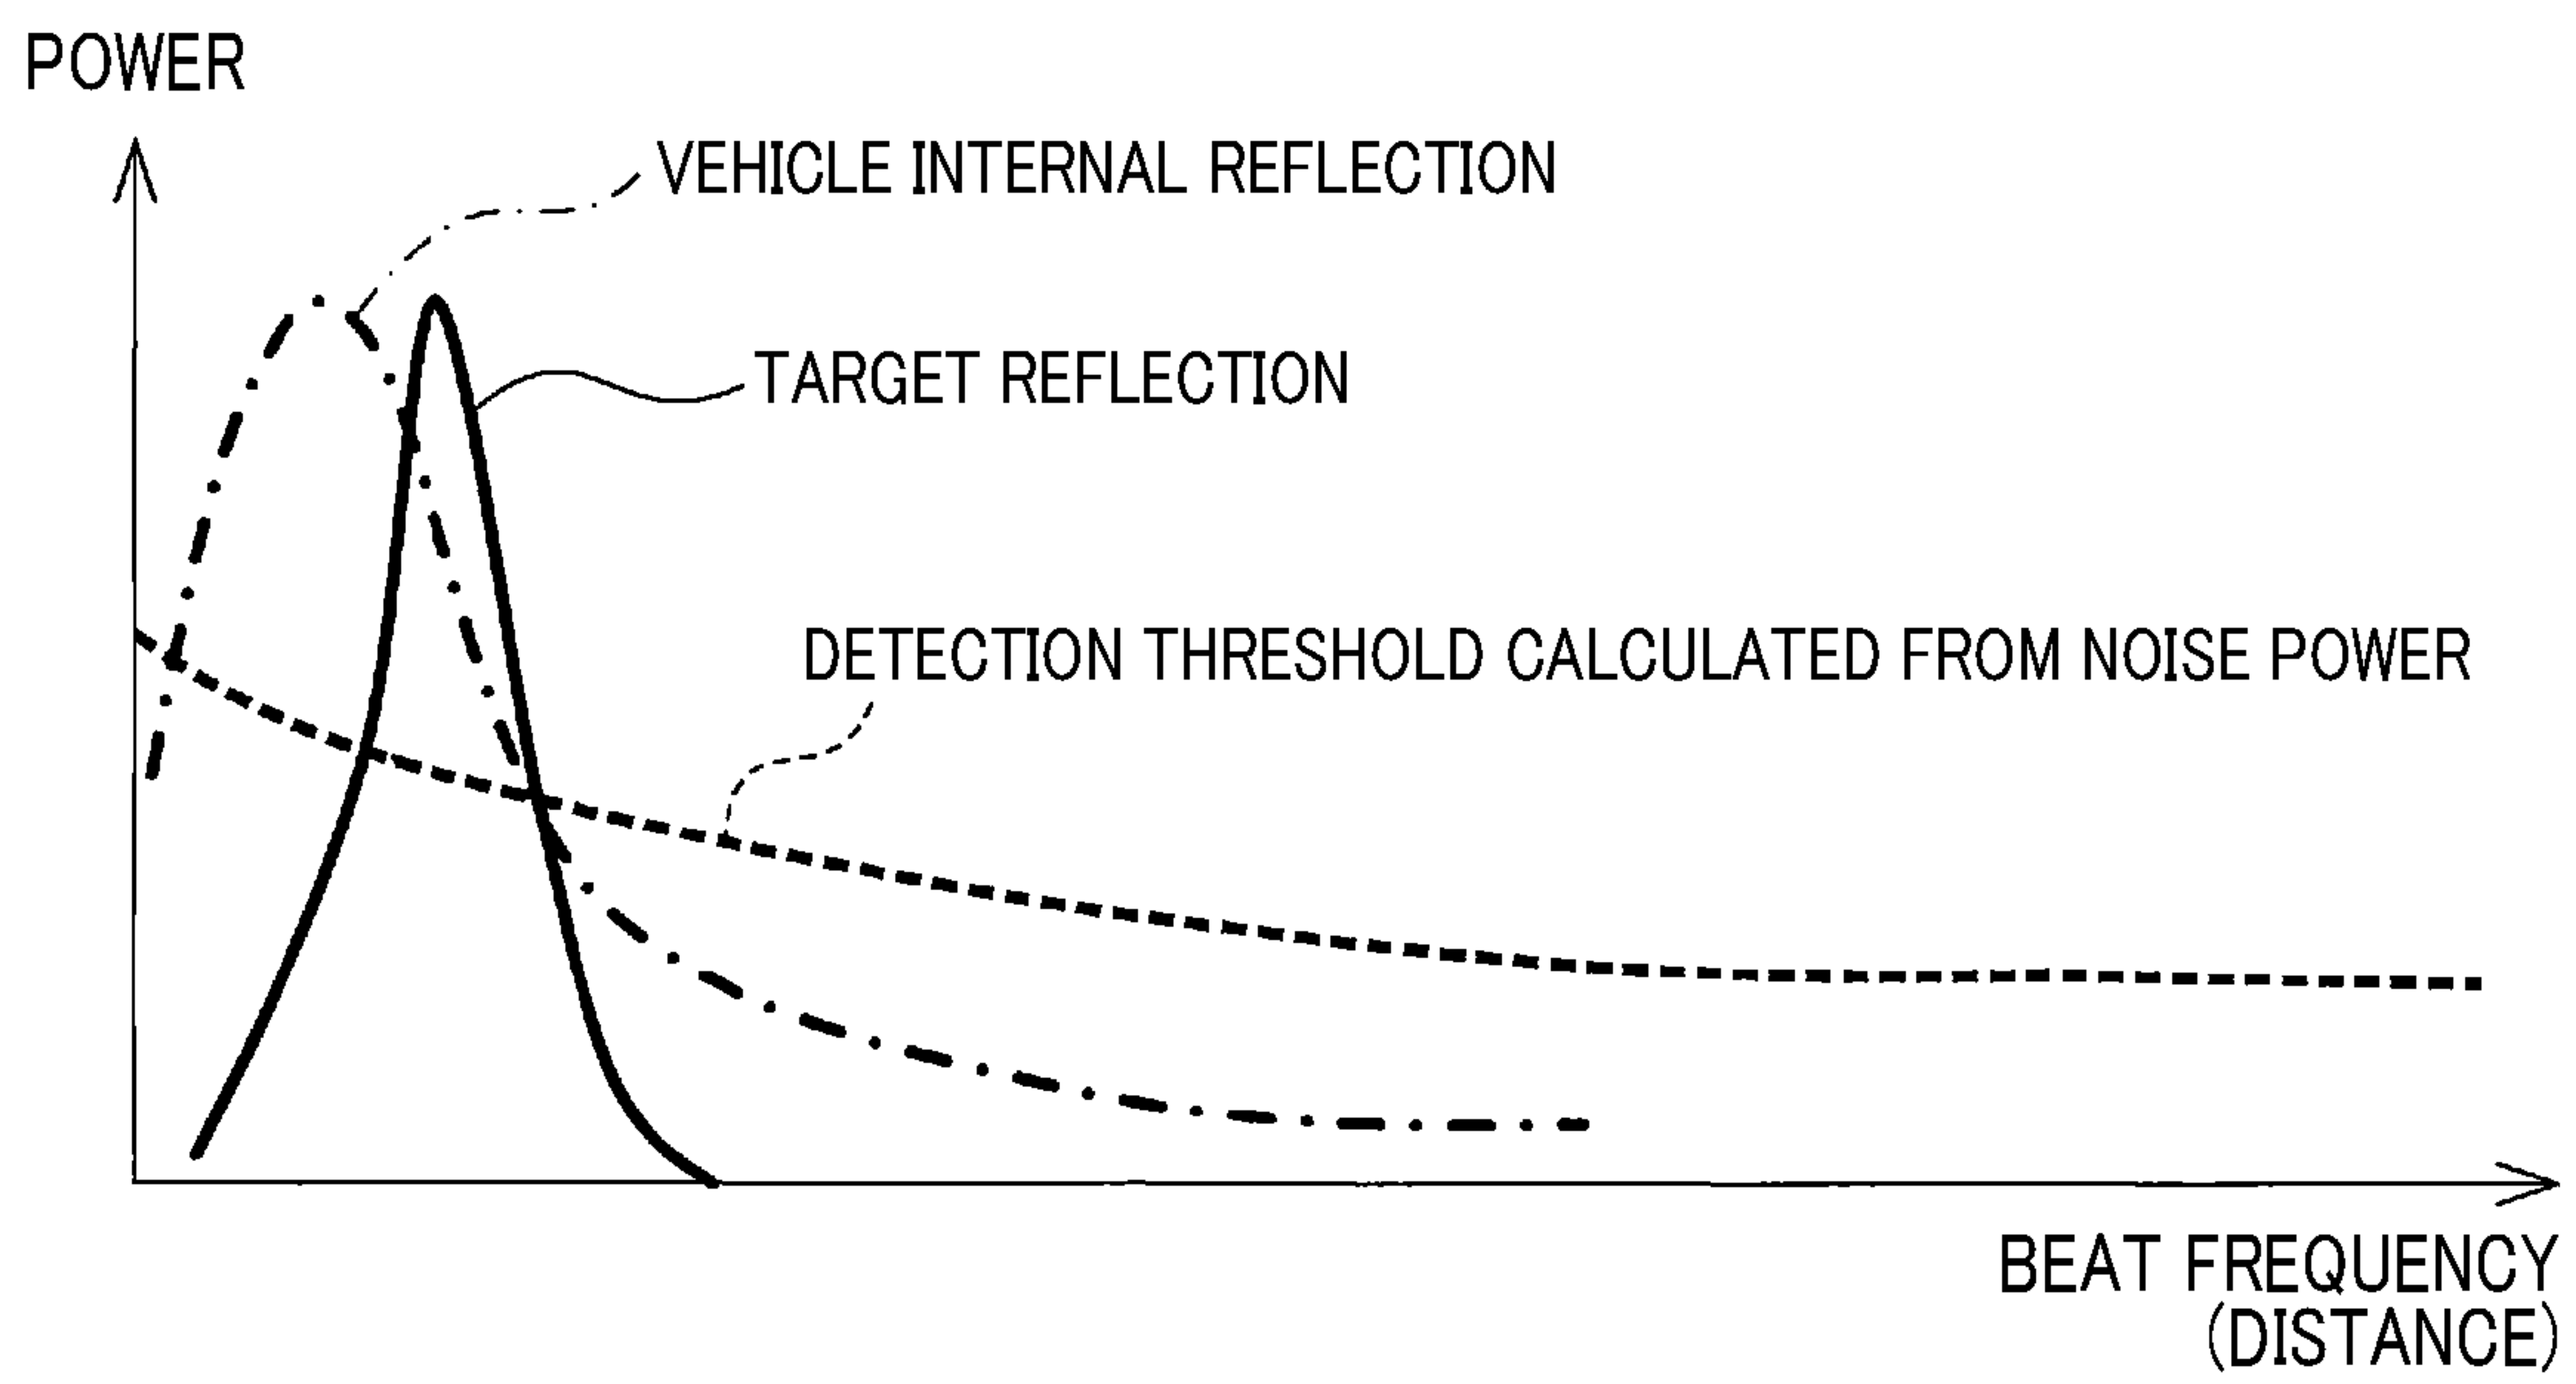 POWER
VEHICLE INTERNAL REFLECTION
TARGET REFLECTION
DETECTION THRESHOLD CALCULATED FROM NOISE POWER
BEAT FREQUENCY
(DISTANCE)